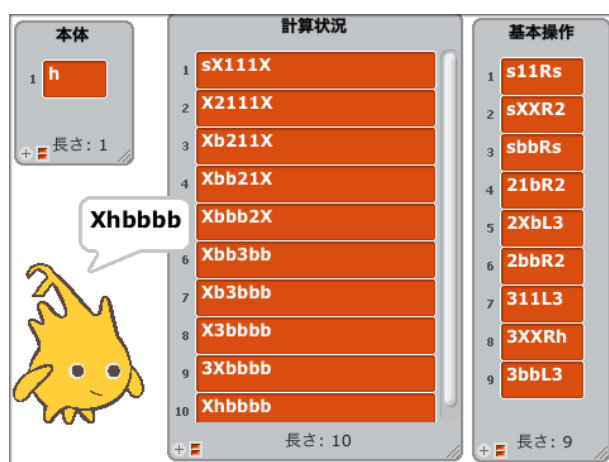 本体
1 h
+ = 長さ: 1
計算状況
1 sX111X
2 X2111X
3 Xb211X
4 Xbb21X
5 Xbbb2X
6 Xbb3bb
7 Xb3bbb
8 X3bbbb
9 3Xbbbb
10 Xhbbbb
+ = 長さ: 10
基本操作
1 s11Rs
2 sXXR2
3 sbbRs
4 21bR2
5 2XbL3
6 2bbR2
7 311L3
8 3XXRh
9 3bbL3
+ = 長さ: 9
Xhbbbb